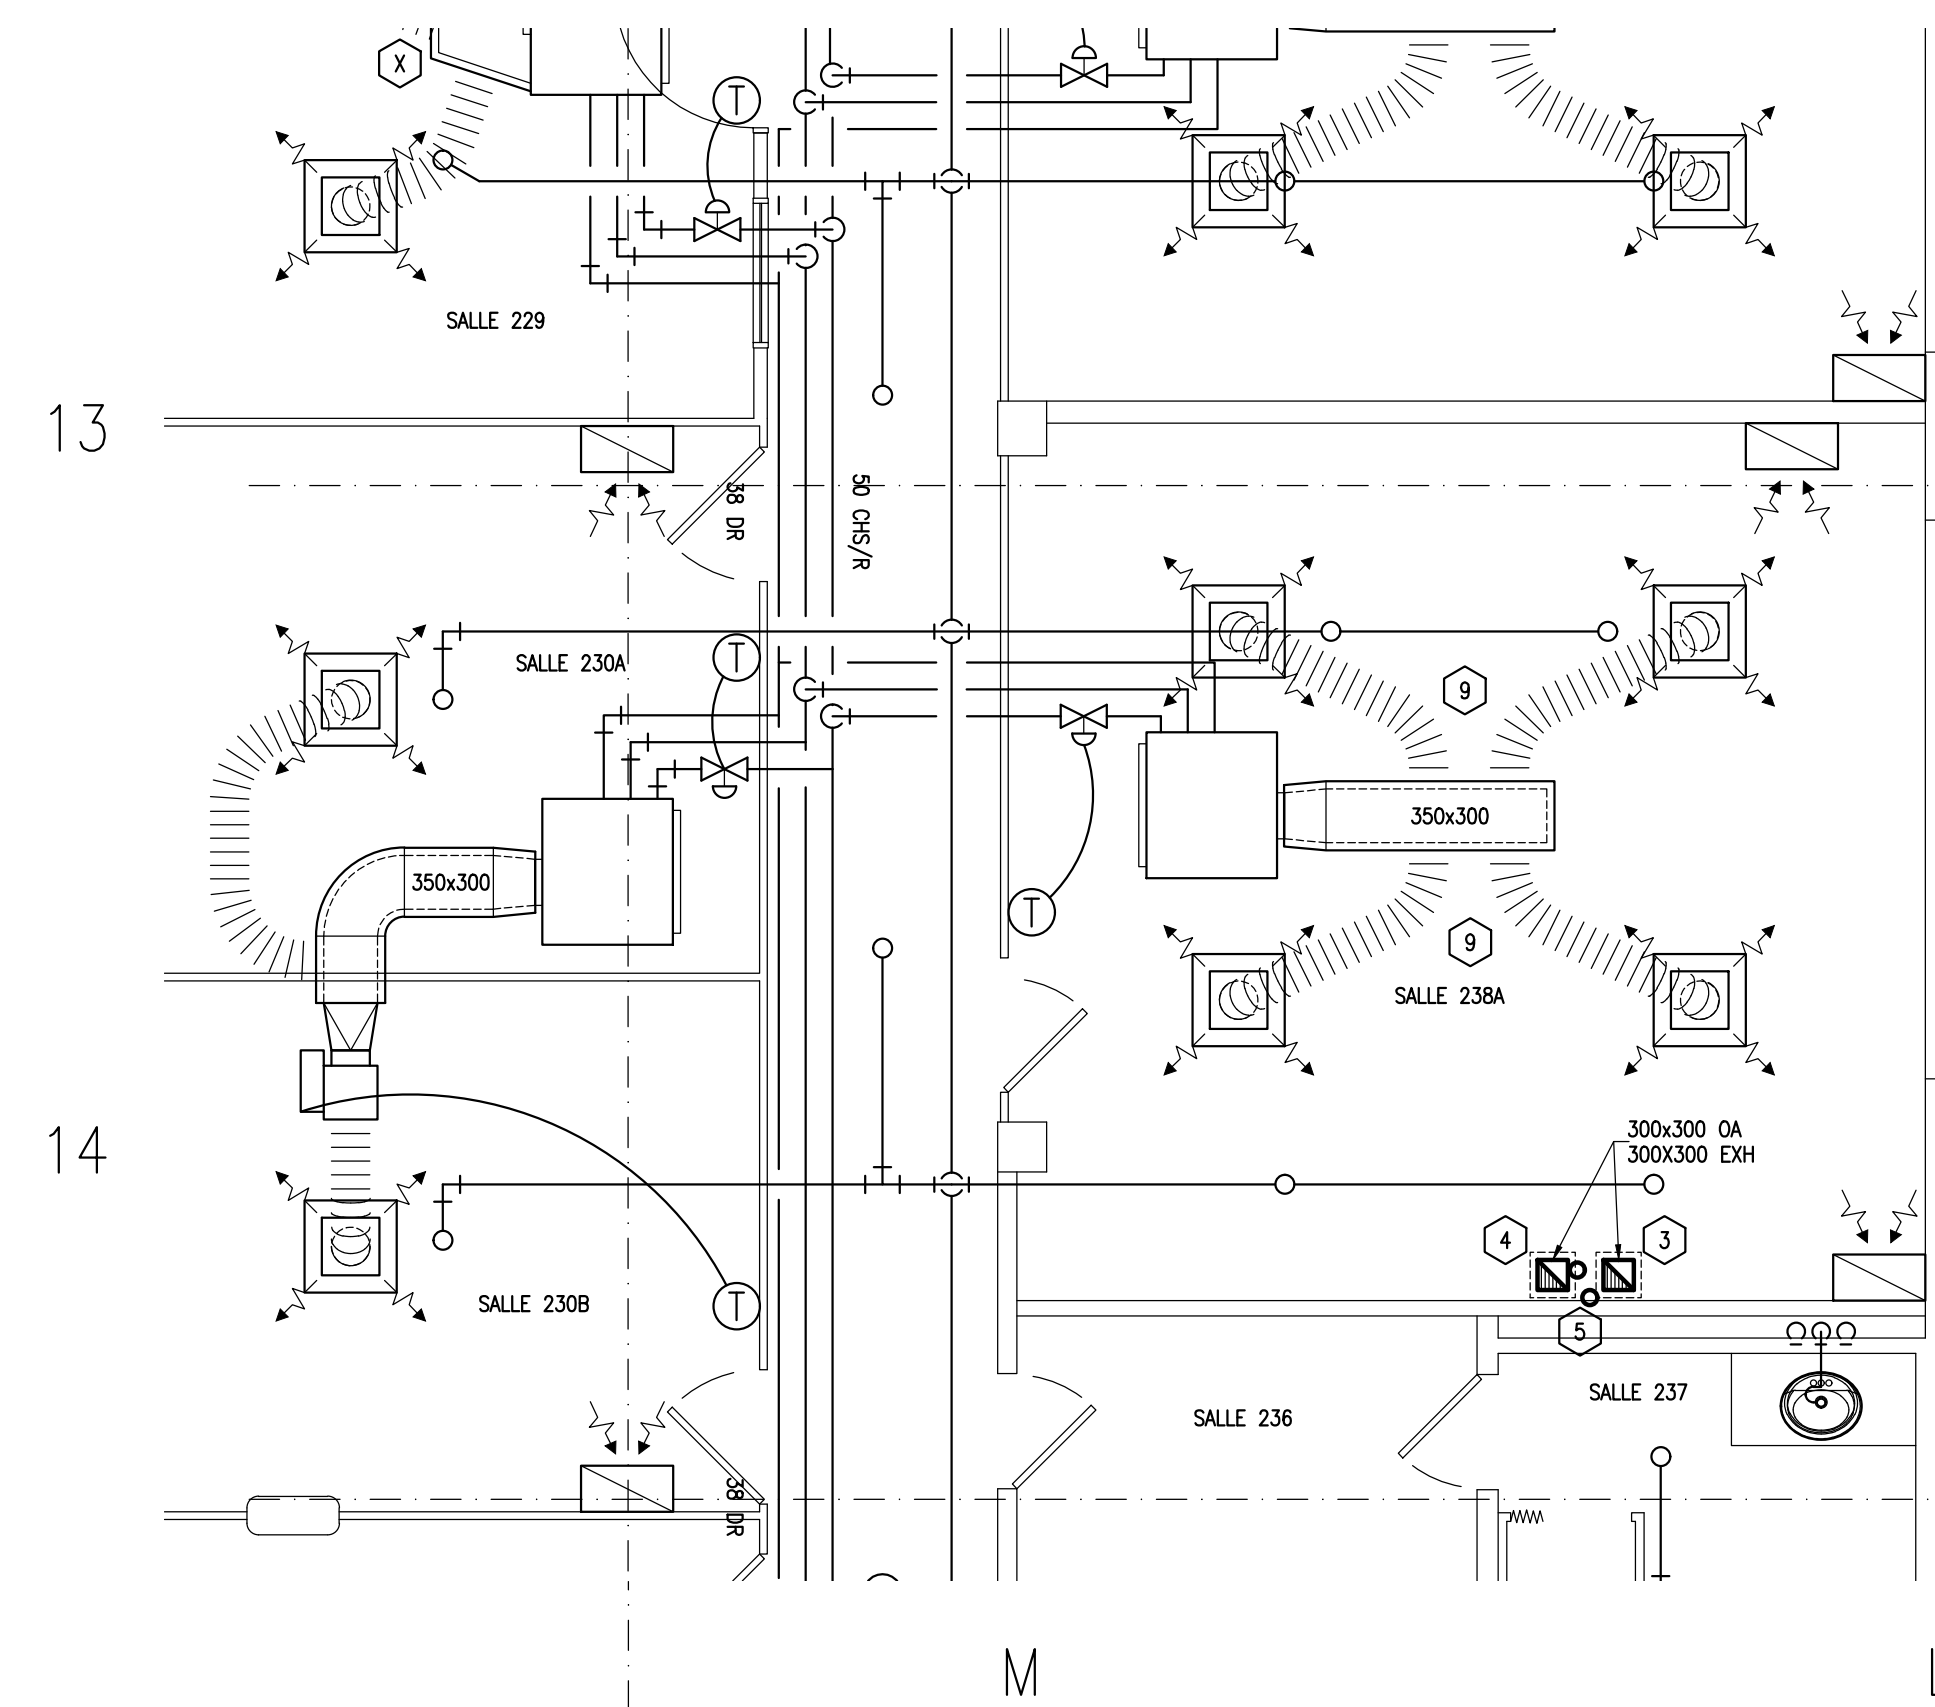 X
T
SALLE 229
13
38 DR
50 CHS/R
SALLE 230A
T
9
350x300
350x300
T
9
SALLE 238A
14
300x300 OA
300X300 EXH
4
3
SALLE 230B
T
5
SALLE 237
SALLE 236
38 DR
M